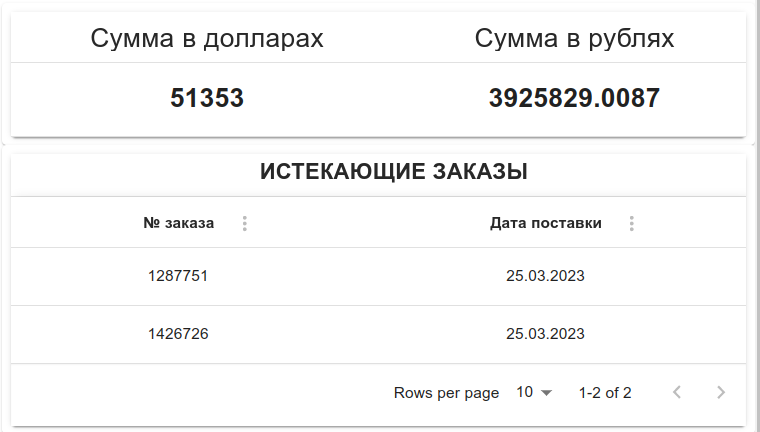 Сумма в долларах Сумма в рублях
51353 3925829.0087
ИСТЕКАЮЩИЕ ЗАКАЗЫ
№ заказа Дата поставки
1287751 25.03.2023
1426726 25.03.2023
Rows per page 10 1-2 of 2